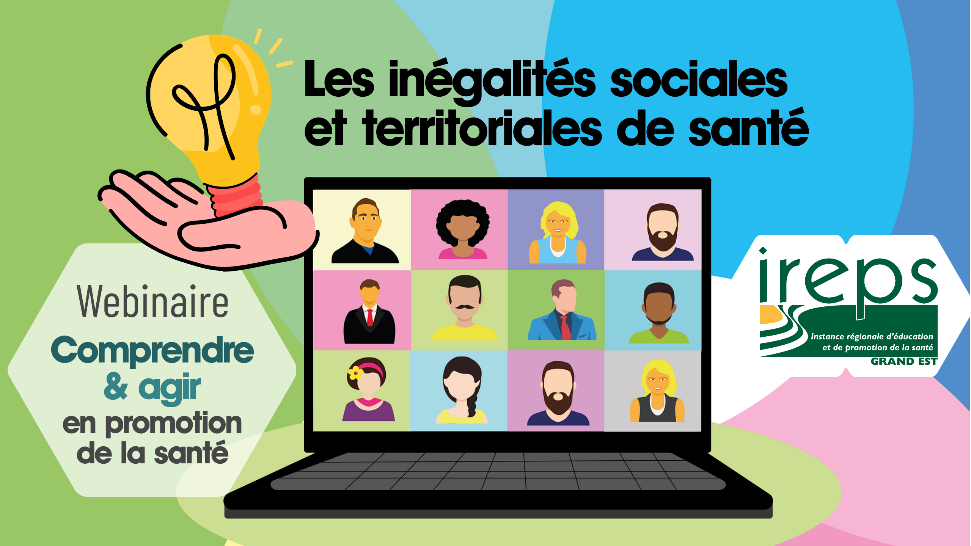 Les inégalités sociales
et territoriales de santé
Webinaire
Comprendre
& agir
en promotion
de la santé
ireps
Instance régionale d'éducation
et de promotion de la santé
GRAND EST